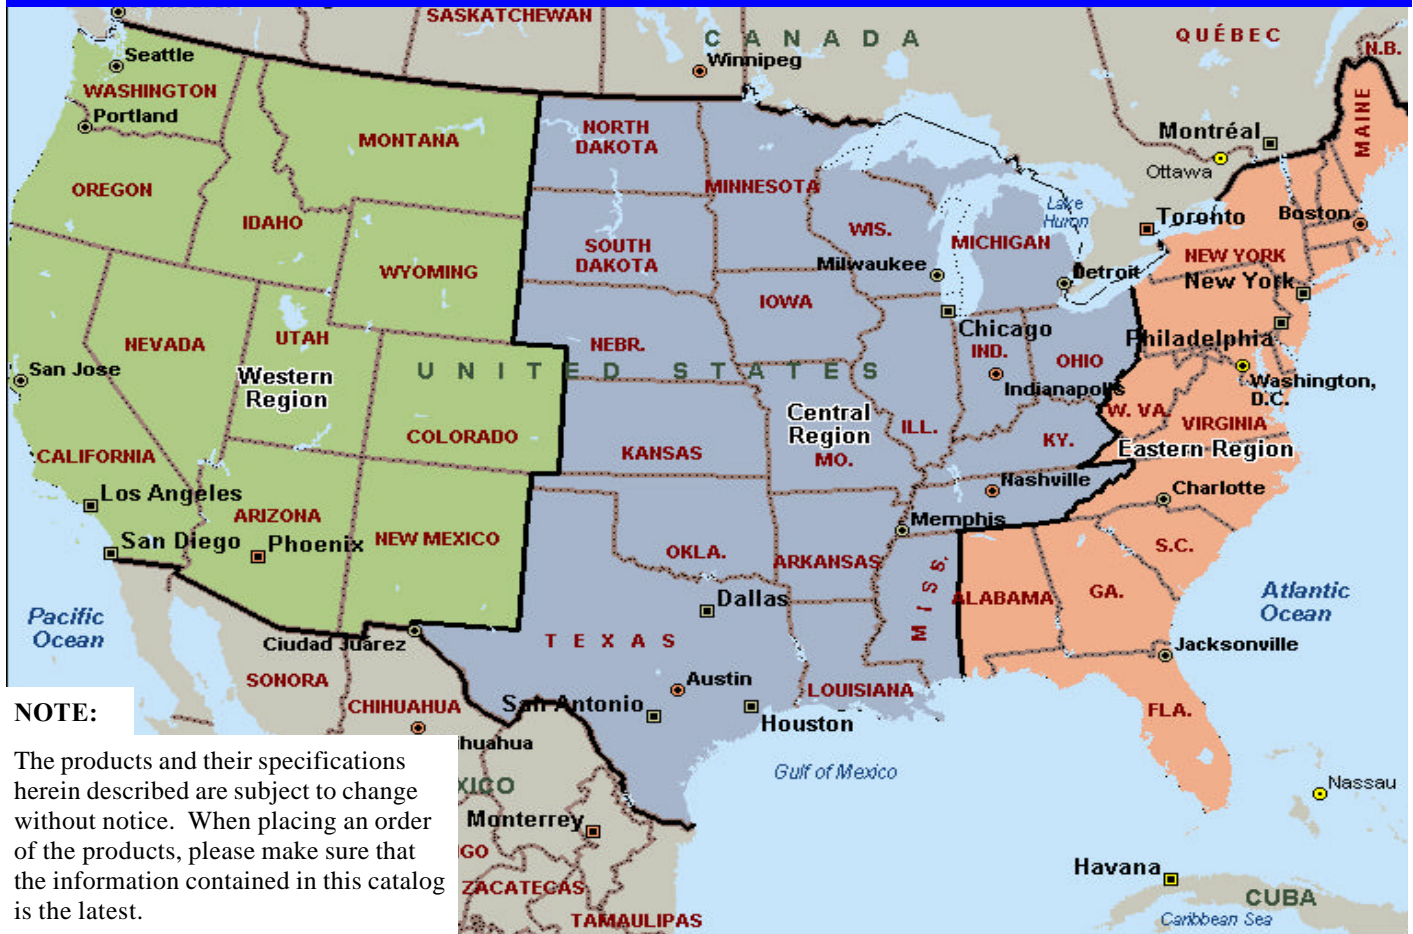 SASKATCHEWAN
CANADA
QUÉBEC
N.B.
Seattle
Winnipeg
WASHINGTON
Portland
MONTANA
NORTH
DAKOTA
MAINE
Montréal
Ottawa
OREGON
IDAHO
MINNESOTA
Lake
Huron
Toronto
Boston
WYOMING
SOUTH
DAKOTA
WIS.
MICHIGAN
Milwaukee
Detroit
NEW YORK
New York
IOWA
Chicago
Philadelphia
NEVADA
UTAH
NEBR.
IND.
OHIO
San Jose
Western
Region
UNITED STATES
Indianapolis
Washington,
D.C.
Central
Region
W. VA.
VIRGINIA
COLORADO
ILL.
KY.
Eastern Region
CALIFORNIA
KANSAS
MO.
Los Angeles
Nashville
Charlotte
ARIZONA
Memphis
San Diego
Phoenix
NEW MEXICO
OKLA.
ARKANSAS
S.C.
MISS.
ALABAMA
GA.
Pacific
Ocean
Dallas
Atlantic
Ocean
Ciudad Juárez
TEXAS
Jacksonville
SONORA
Austin
LOUISIANA
CHIHUAHUA
San Antonio
Houston
FLA.
NOTE:
hihuahua
Gulf of Mexico
The products and their specifications
herein described are subject to change
without notice. When placing an order
of the products, please make sure that
the information contained in this catalog
is the latest.
XICO
Nassau
Monterrey
NGO
Havana
ZACATECAS
CUBA
TAMAULIPAS
Caribbean Sea